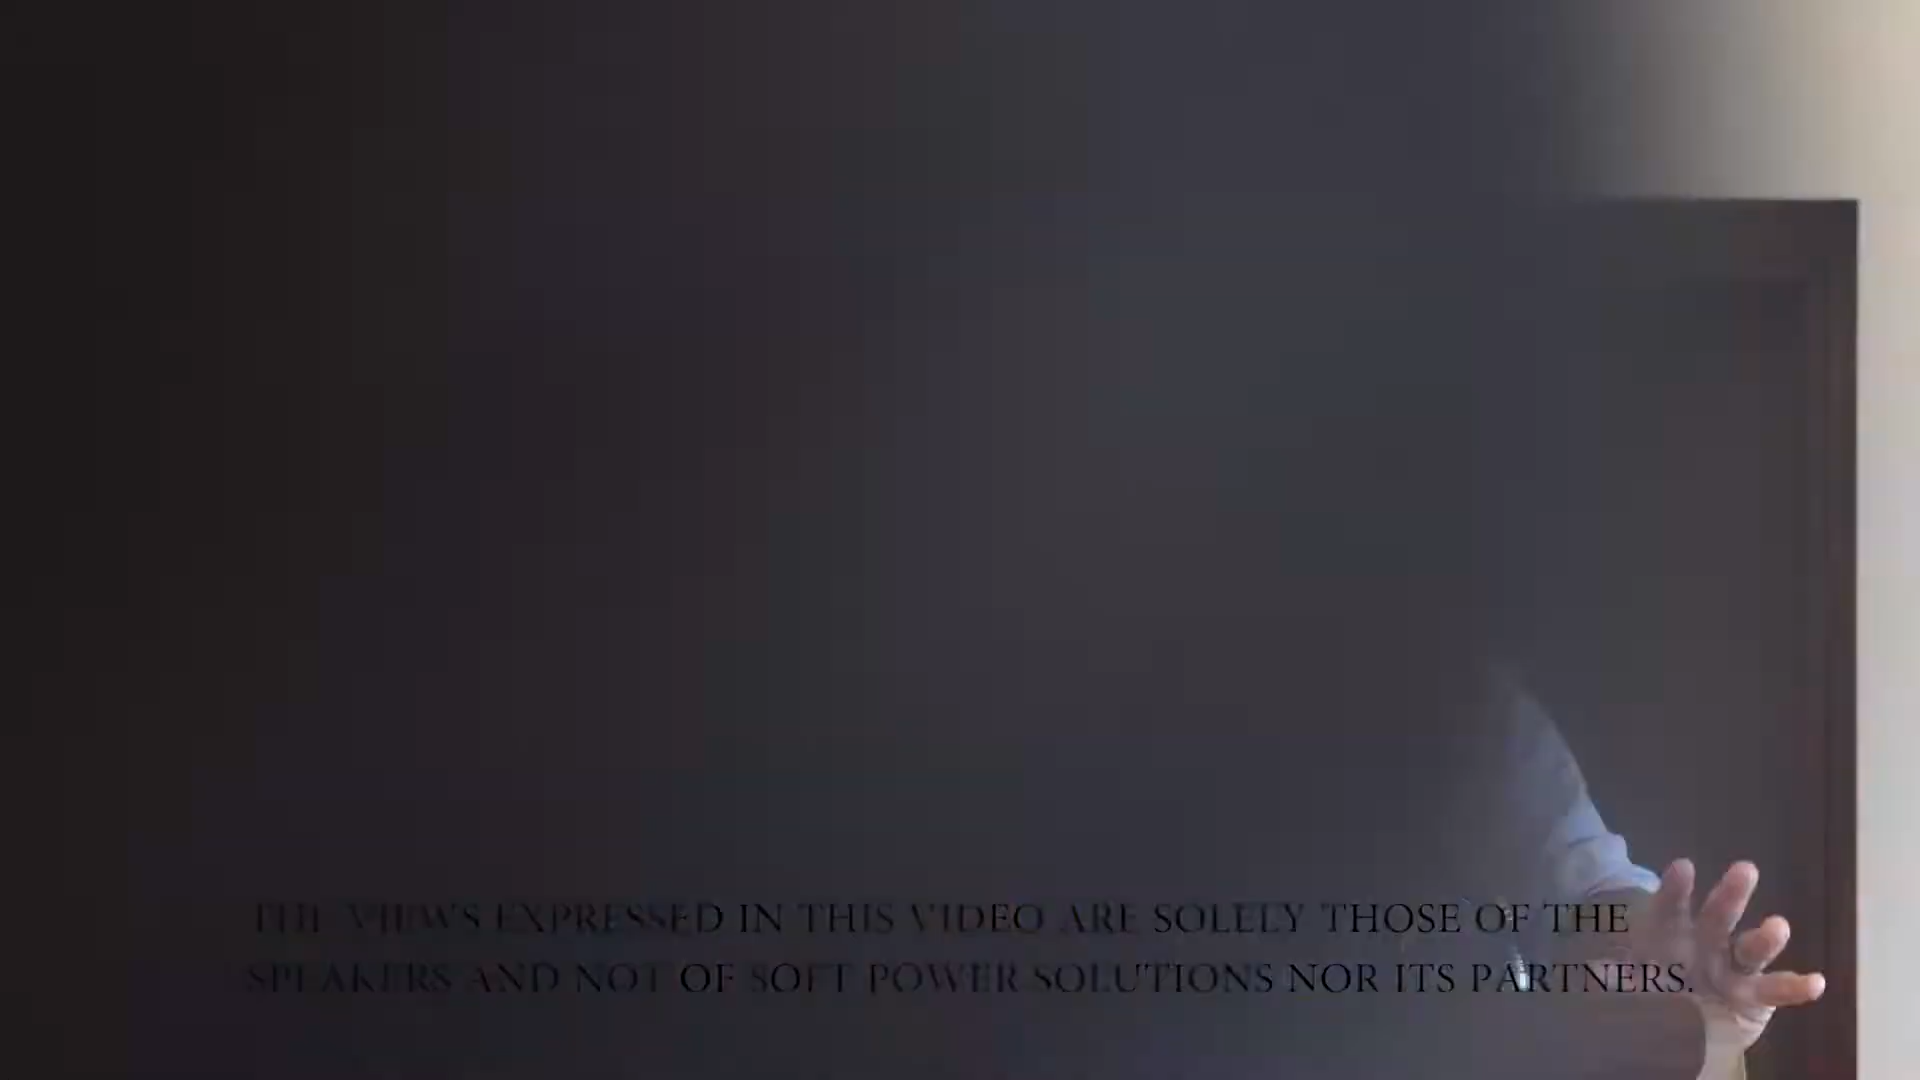 THE VIEWS EXPRESSED IN THIS VIDEO ARE SOLELY THOSE OF THE
SPEAKERS AND NOT OF SOFT POWER SOLUTIONS NOR ITS PARTNERS.